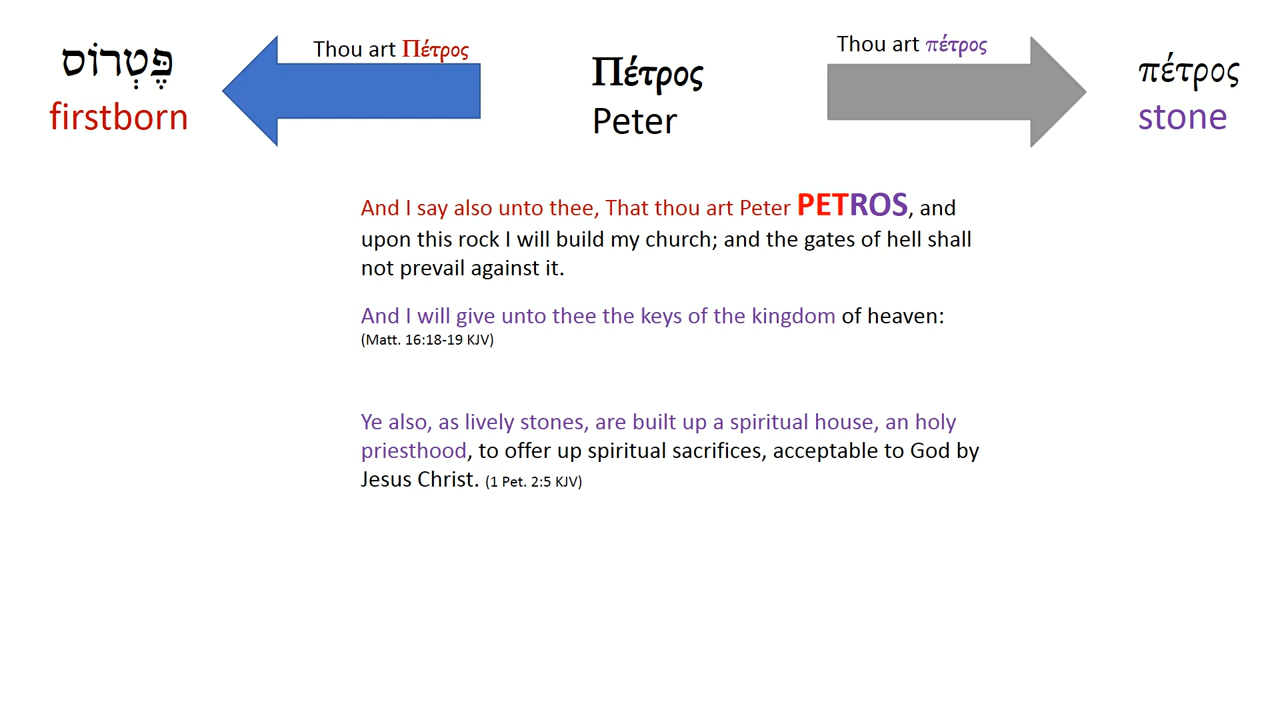 פֶּטְרוֹס
firstborn
Thou art Πέτρος
Πέτρος
Peter
Thou art πέτρος
πέτρος
stone
And I say also unto thee, That thou art Peter PETROS, and
upon this rock I will build my church; and the gates of hell shall
not prevail against it.
And I will give unto thee the keys of the kingdom of heaven:
(Matt. 16:18-19 KJV)
Ye also, as lively stones, are built up a spiritual house, an holy
priesthood, to offer up spiritual sacrifices, acceptable to God by
Jesus Christ. (1 Pet. 2:5 KJV)